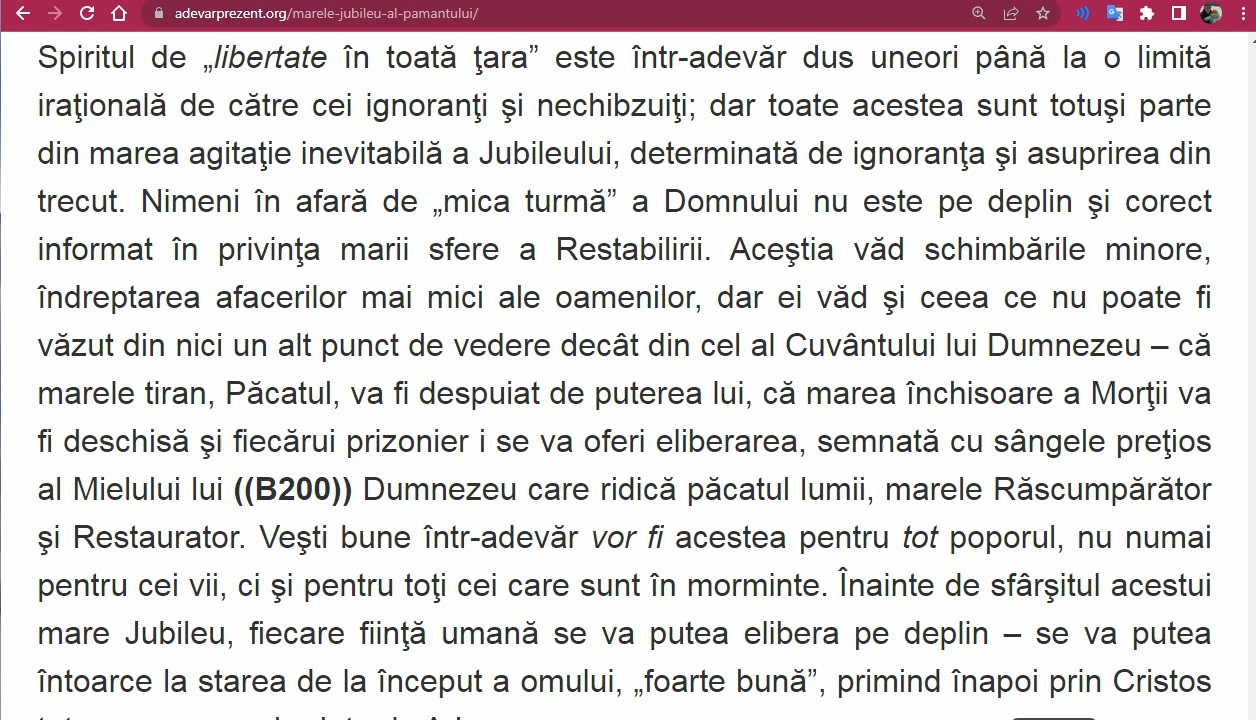 adevarprezent.org/marele-jubileu-al-pamantului/
Spiritul de „libertate în toată ţara” este într-adevăr dus uneori până la o limită
iraţională de către cei ignoranţi şi nechibzuiţi; dar toate acestea sunt totuşi parte
din marea agitaţie inevitabilă a Jubileului, determinată de ignoranţa şi asuprirea din
trecut. Nimeni în afară de „mica turmă” a Domnului nu este pe deplin şi corect
informat în privinţa marii sfere a Restabilirii. Aceştia văd schimbările minore,
îndreptarea afacerilor mai mici ale oamenilor, dar ei văd şi ceea ce nu poate fi
văzut din nici un alt punct de vedere decât din cel al Cuvântului lui Dumnezeu – că
marele tiran, Păcatul, va fi despuiat de puterea lui, că marea închisoare a Morţii va
fi deschisă şi fiecărui prizonier i se va oferi eliberarea, semnată cu sângele preţios
al Mielului lui ((B200)) Dumnezeu care ridică păcatul lumii, marele Răscumpărător
şi Restaurator. Veşti bune într-adevăr vor fi acestea pentru tot poporul, nu numai
pentru cei vii, ci şi pentru toţi cei care sunt în morminte. Înainte de sfârşitul acestui
mare Jubileu, fiecare fiinţă umană se va putea elibera pe deplin – se va putea
întoarce la starea de la început a omului, „foarte bună”, primind înapoi prin Cristos